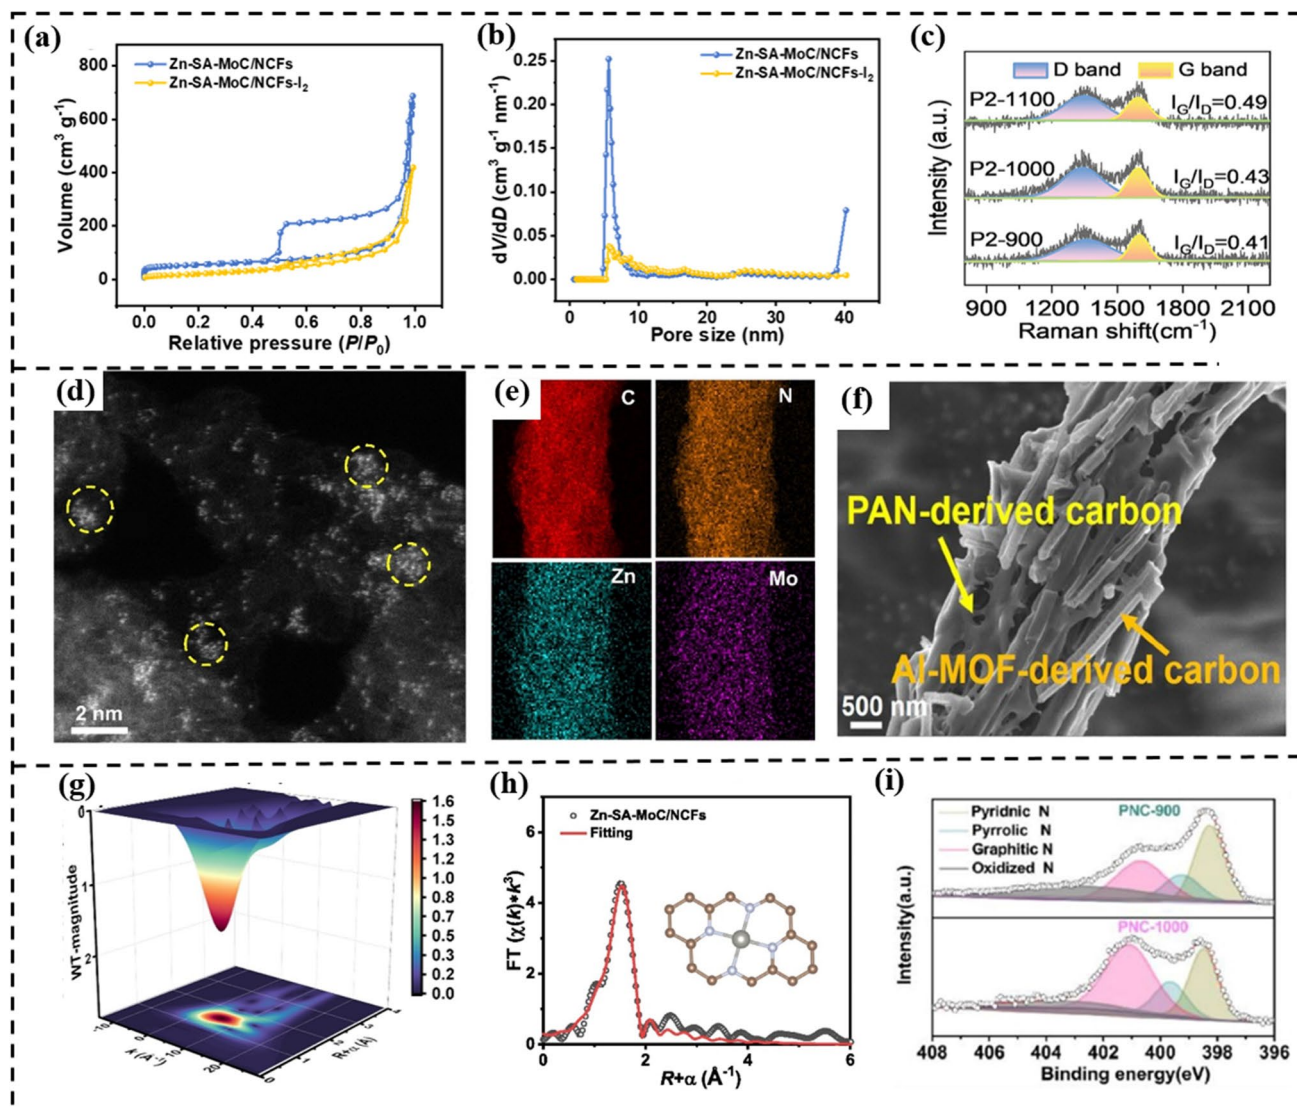 (a)
Zn-SA-MoC/NCFs
Zn-SA-MoC/NCFs-I2
Volume (cm3 g-1)
800
600
400
200
0
0.0 0.2 0.4 0.6 0.8 1.0
Relative pressure (P/P0)
(b)
Zn-SA-MoC/NCFs
Zn-SA-MoC/NCFs-I2
dV/dD (cm3 g-1 nm-1)
0.25
0.20
0.15
0.10
0.05
0.00
0 10 20 30 40
Pore size (nm)
(c)
D band G band
P2-1100 IG/ID=0.49
P2-1000 IG/ID=0.43
P2-900 IG/ID=0.41
Intensity (a.u.)
900 1200 1500 1800 2100
Raman shift(cm-1)
(d)
2 nm
(e)
C
N
Zn
Mo
(f)
PAN-derived carbon
Al-MOF-derived carbon
500 nm
(g)
WT-magnitude
0
1
2
1.6
1.5
1.4
1.3
1.2
1.0
0.9
0.8
0.6
0.5
0.4
0.3
0.1
0.0
-10 0 10 20
k (Å-1)
0 1 2 3 4
R+α (Å)
(h)
Zn-SA-MoC/NCFs
Fitting
FT (χ(k)*k3)
6
4
2
0
0 2 4 6
R+α (Å-1)
(i)
Pyridnic N
Pyrrolic N
Graphitic N
Oxidized N
PNC-900
PNC-1000
Intensity(a.u.)
408 406 404 402 400 398 396
Binding energy(eV)